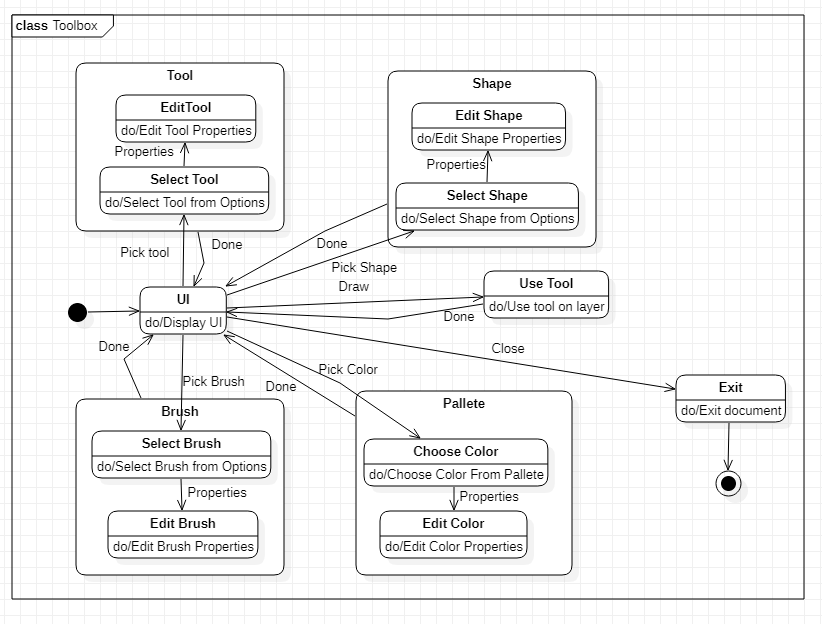 class Toolbox
Tool
EditTool
do/Edit Tool Properties
Properties
Select Tool
do/Select Tool from Options
Shape
Edit Shape
do/Edit Shape Properties
Properties
Select Shape
do/Select Shape from Options
Pick tool
Done
Done
Pick Shape
Draw
Use Tool
do/Use tool on layer
Done
UI
do/Display UI
Done
Close
Pick Brush
Done
Pick Color
Exit
do/Exit document
Brush
Select Brush
do/Select Brush from Options
Properties
Edit Brush
do/Edit Brush Properties
Pallete
Choose Color
do/Choose Color From Pallete
Properties
Edit Color
do/Edit Color Properties